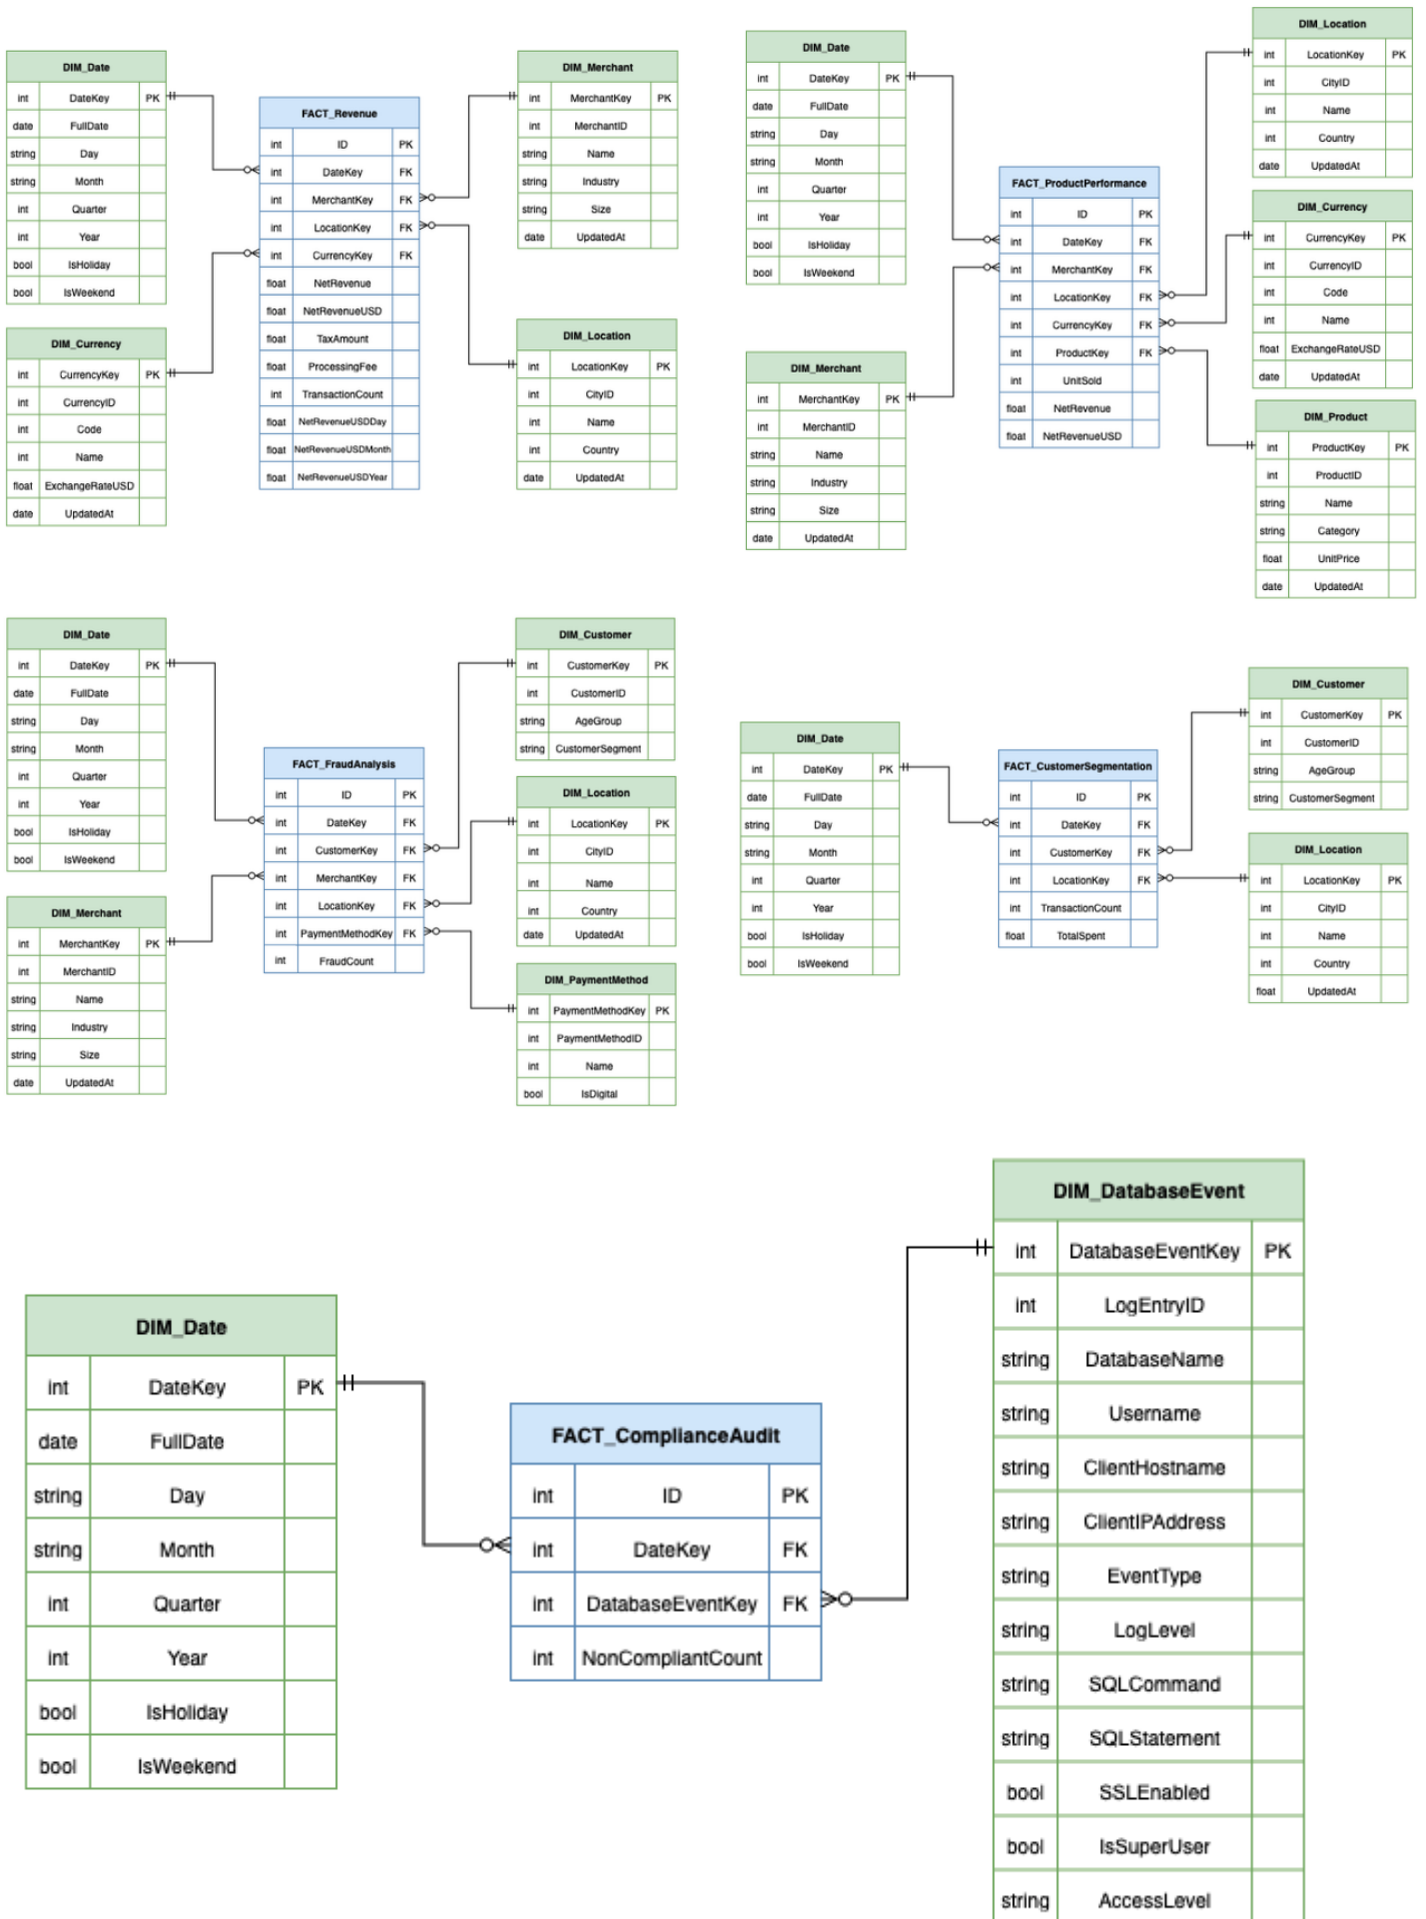 DIM_Date
int DateKey PK
date FullDate
string Day
string Month
int Quarter
int Year
bool IsHoliday
bool IsWeekend
DIM_Currency
int CurrencyKey PK
int CurrencyID
int Code
int Name
float ExchangeRateUSD
date UpdatedAt
FACT_Revenue
int ID PK
int DateKey FK
int MerchantKey FK
int LocationKey FK
int CurrencyKey FK
float NetRevenue
float NetRevenueUSD
float TaxAmount
float ProcessingFee
int TransactionCount
float NetRevenueUSDDay
float NetRevenueUSDMonth
float NetRevenueUSDYear
DIM_Merchant
int MerchantKey PK
int MerchantID
string Name
string Industry
string Size
date UpdatedAt
DIM_Location
int LocationKey PK
int CityID
int Name
int Country
date UpdatedAt
DIM_Date
int DateKey PK
date FullDate
string Day
string Month
int Quarter
int Year
bool IsHoliday
bool IsWeekend
DIM_Merchant
int MerchantKey PK
int MerchantID
string Name
string Industry
string Size
date UpdatedAt
FACT_ProductPerformance
int ID PK
int DateKey FK
int MerchantKey FK
int LocationKey FK
int CurrencyKey FK
int ProductKey FK
int UnitSold
float NetRevenue
float NetRevenueUSD
DIM_Location
int LocationKey PK
int CityID
int Name
int Country
date UpdatedAt
DIM_Currency
int CurrencyKey PK
int CurrencyID
int Code
int Name
float ExchangeRateUSD
date UpdatedAt
DIM_Product
int ProductKey PK
int ProductID
string Name
string Category
float UnitPrice
date UpdatedAt
DIM_Date
int DateKey PK
date FullDate
string Day
string Month
int Quarter
int Year
bool IsHoliday
bool IsWeekend
DIM_Merchant
int MerchantKey PK
int MerchantID
string Name
string Industry
string Size
date UpdatedAt
FACT_FraudAnalysis
int ID PK
int DateKey FK
int CustomerKey FK
int MerchantKey FK
int LocationKey FK
int PaymentMethodKey FK
int FraudCount
DIM_Customer
int CustomerKey PK
int CustomerID
string AgeGroup
string CustomerSegment
DIM_Location
int LocationKey PK
int CityID
int Name
int Country
date UpdatedAt
DIM_PaymentMethod
int PaymentMethodKey PK
int PaymentMethodID
int Name
bool IsDigital
DIM_Date
int DateKey PK
date FullDate
string Day
string Month
int Quarter
int Year
bool IsHoliday
bool IsWeekend
FACT_CustomerSegmentation
int ID PK
int DateKey FK
int CustomerKey FK
int LocationKey FK
int TransactionCount
float TotalSpent
DIM_Customer
int CustomerKey PK
int CustomerID
string AgeGroup
string CustomerSegment
DIM_Location
int LocationKey PK
int CityID
int Name
int Country
float UpdatedAt
DIM_Date
int DateKey PK
date FullDate
string Day
string Month
int Quarter
int Year
bool IsHoliday
bool IsWeekend
FACT_ComplianceAudit
int ID PK
int DateKey FK
int DatabaseEventKey FK
int NonCompliantCount
DIM_DatabaseEvent
int DatabaseEventKey PK
int LogEntryID
string DatabaseName
string Username
string ClientHostname
string ClientIPAddress
string EventType
string LogLevel
string SQLCommand
string SQLStatement
bool SSLEnabled
bool IsSuperUser
string AccessLevel